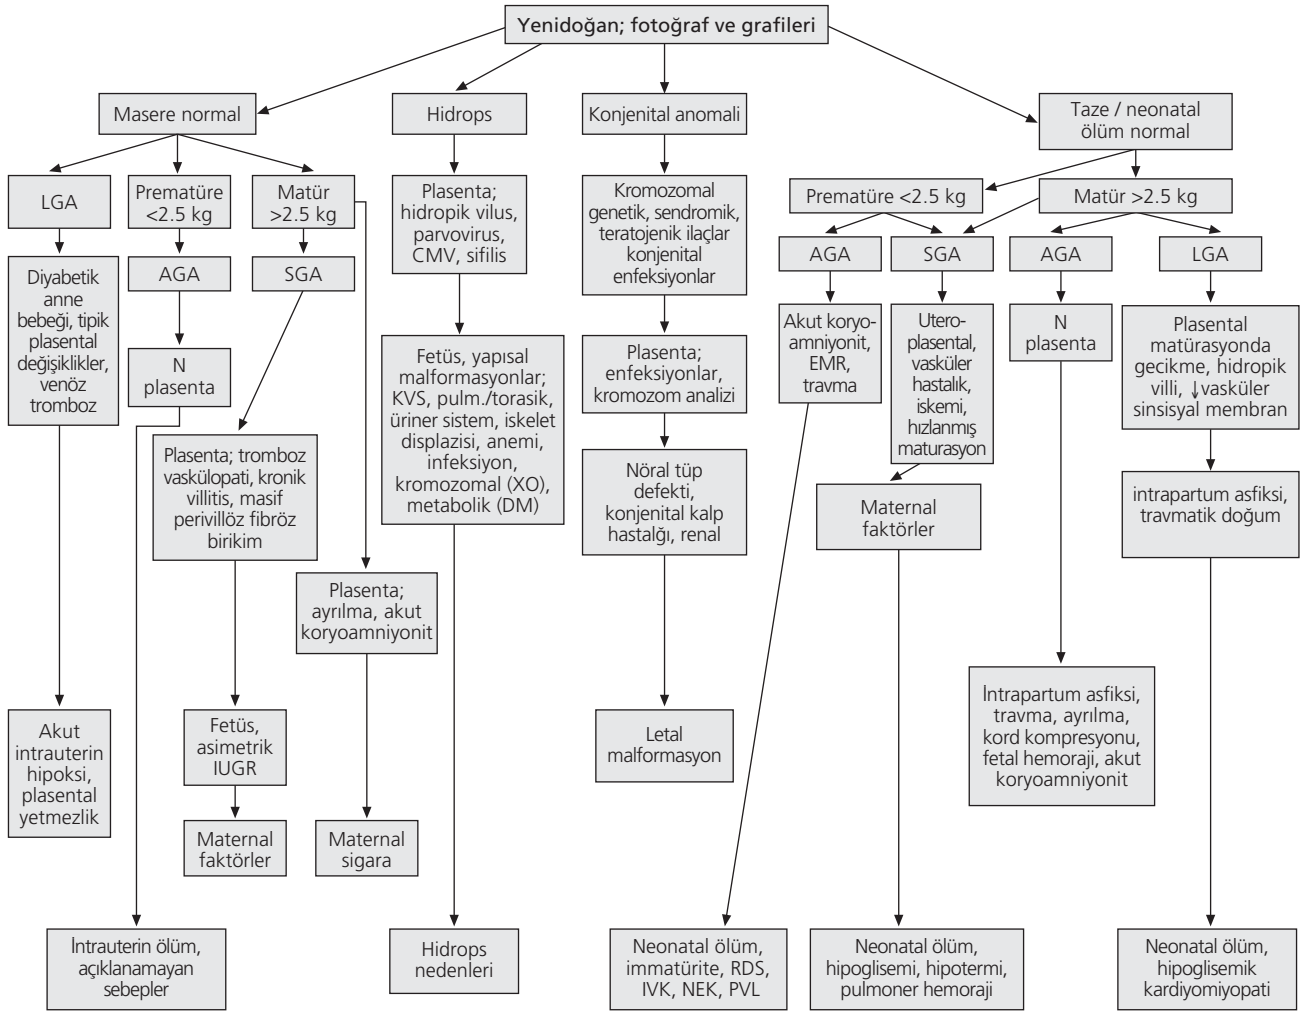 Yenidoğan; fotoğraf ve grafileri
Masere normal
Hidrops
Konjenital anomali
Taze / neonatal
ölüm normal
LGA
Prematüre
<2.5 kg
Matür
>2.5 kg
Plasenta;
hidropik vilus,
parvovirus,
CMV, sifilis
Kromozomal
genetik, sendromik,
teratojenik ilaçlar
konjenital
enfeksiyonlar
Prematüre <2.5 kg
Matür >2.5 kg
AGA
SGA
AGA
LGA
Diyabetik
anne
bebeği, tipik
plasental
değişiklikler,
venöz
tromboz
AGA
SGA
N
plasenta
Fetüs, yapısal
malformasyonlar;
KVS, pulm./torasik,
üriner sistem, iskelet
displazisi, anemi,
infeksiyon,
kromozomal (XO),
metabolik (DM)
Plasenta;
enfeksiyonlar,
kromozom analizi
Akut koryo-
amniyonit,
EMR,
travma
Utero-
plasental,
vasküler
hastalık,
iskemi,
hızlanmış
maturasyon
N
plasenta
Plasental
matürasyonda
gecikme, hidropik
villi, ↓vasküler
sinsisyal membran
Plasenta; tromboz
vaskülopati, kronik
villitis, masif
perivillöz fibröz
birikim
Nöral tüp
defekti,
konjenital kalp
hastalğı, renal
Maternal
faktörler
intrapartum asfiksi,
travmatik doğum
Plasenta;
ayrılma, akut
koryoamniyonit
Akut
intrauterin
hipoksi,
plasental
yetmezlik
Fetüs,
asimetrik
IUGR
Letal
malformasyon
İntrapartum asfiksi,
travma, ayrılma,
kord kompresyonu,
fetal hemoraji, akut
koryoamniyonit
Maternal
faktörler
Maternal
sigara
İntrauterin ölüm,
açıklanamayan
sebepler
Hidrops
nedenleri
Neonatal ölüm,
immatürite, RDS,
IVK, NEK, PVL
Neonatal ölüm,
hipoglisemi, hipotermi,
pulmoner hemoraji
Neonatal ölüm,
hipoglisemik
kardiyomiyopati